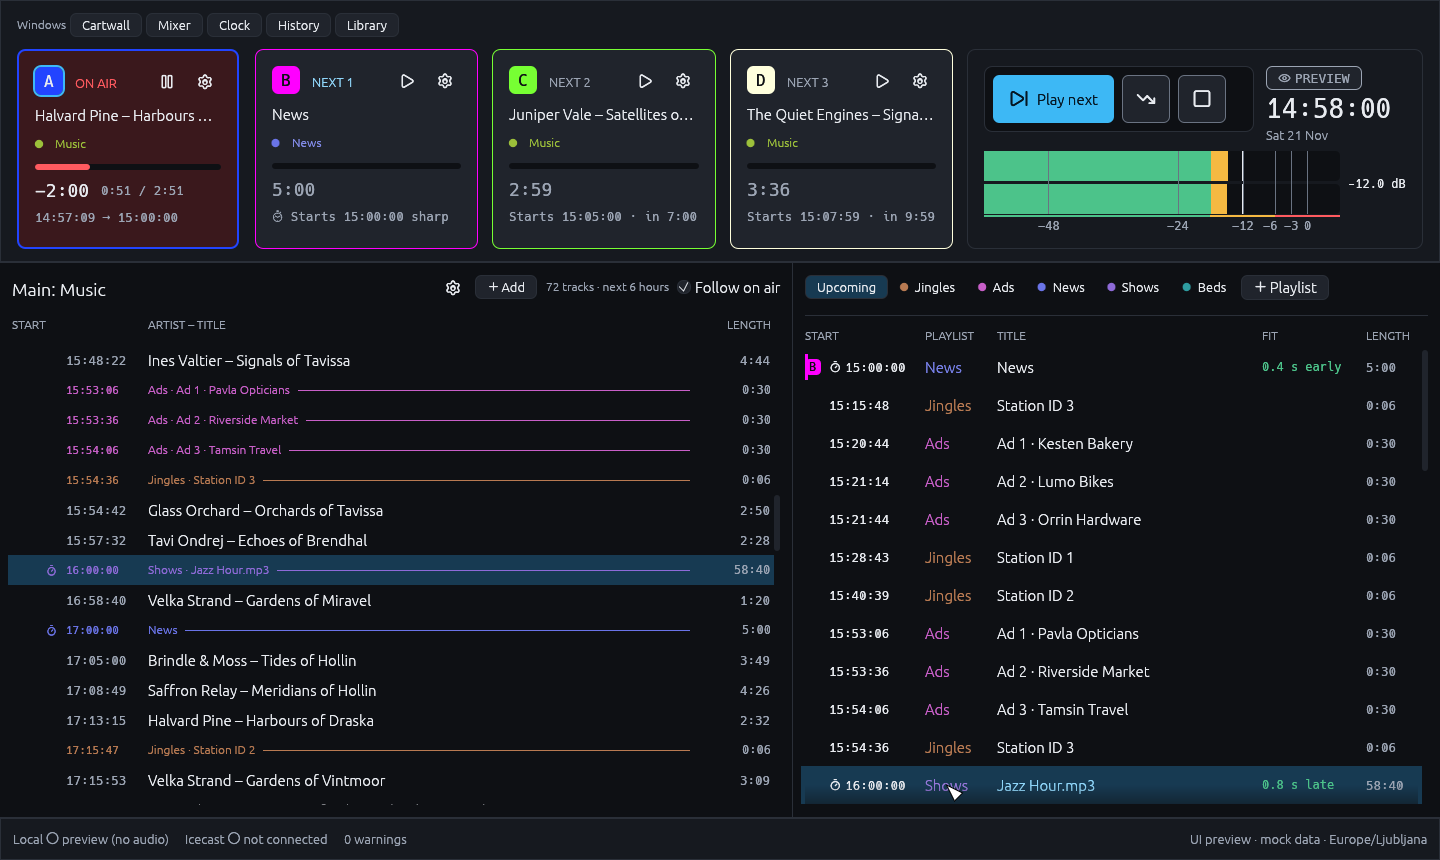 Windows Cartwall Mixer Clock History Library
A ON AIR
Halvard Pine – Harbours ...
Music
−2:00 0:51 / 2:51
14:57:09 → 15:00:00
B NEXT 1
News
News
5:00
Starts 15:00:00 sharp
C NEXT 2
Juniper Vale – Satellites o...
Music
2:59
Starts 15:05:00 · in 7:00
D NEXT 3
The Quiet Engines – Signa...
Music
3:36
Starts 15:07:59 · in 9:59
Play next
PREVIEW
14:58:00
Sat 21 Nov
-12.0 dB
−48 −24 −12 −6 −3 0
Main: Music + Add 72 tracks · next 6 hours Follow on air
START ARTIST – TITLE LENGTH
15:48:22 Ines Valtier – Signals of Tavissa 4:44
15:53:06 Ads · Ad 1 · Pavla Opticians 0:30
15:53:36 Ads · Ad 2 · Riverside Market 0:30
15:54:06 Ads · Ad 3 · Tamsin Travel 0:30
15:54:36 Jingles · Station ID 3 0:06
15:54:42 Glass Orchard – Orchards of Tavissa 2:50
15:57:32 Tavi Ondrej – Echoes of Brendhal 2:28
16:00:00 Shows · Jazz Hour.mp3 58:40
16:58:40 Velka Strand – Gardens of Miravel 1:20
17:00:00 News 5:00
17:05:00 Brindle & Moss – Tides of Hollin 3:49
17:08:49 Saffron Relay – Meridians of Hollin 4:26
17:13:15 Halvard Pine – Harbours of Draska 2:32
17:15:47 Jingles · Station ID 2 0:06
17:15:53 Velka Strand – Gardens of Vintmoor 3:09
Upcoming Jingles Ads News Shows Beds + Playlist
START PLAYLIST TITLE FIT LENGTH
B 15:00:00 News News 0.4 s early 5:00
15:15:48 Jingles Station ID 3 0:06
15:20:44 Ads Ad 1 · Kesten Bakery 0:30
15:21:14 Ads Ad 2 · Lumo Bikes 0:30
15:21:44 Ads Ad 3 · Orrin Hardware 0:30
15:28:43 Jingles Station ID 1 0:06
15:40:39 Jingles Station ID 2 0:06
15:53:06 Ads Ad 1 · Pavla Opticians 0:30
15:53:36 Ads Ad 2 · Riverside Market 0:30
15:54:06 Ads Ad 3 · Tamsin Travel 0:30
15:54:36 Jingles Station ID 3 0:06
16:00:00 Shows Jazz Hour.mp3 0.8 s late 58:40
Local preview (no audio) Icecast not connected 0 warnings
UI preview · mock data · Europe/Ljubljana